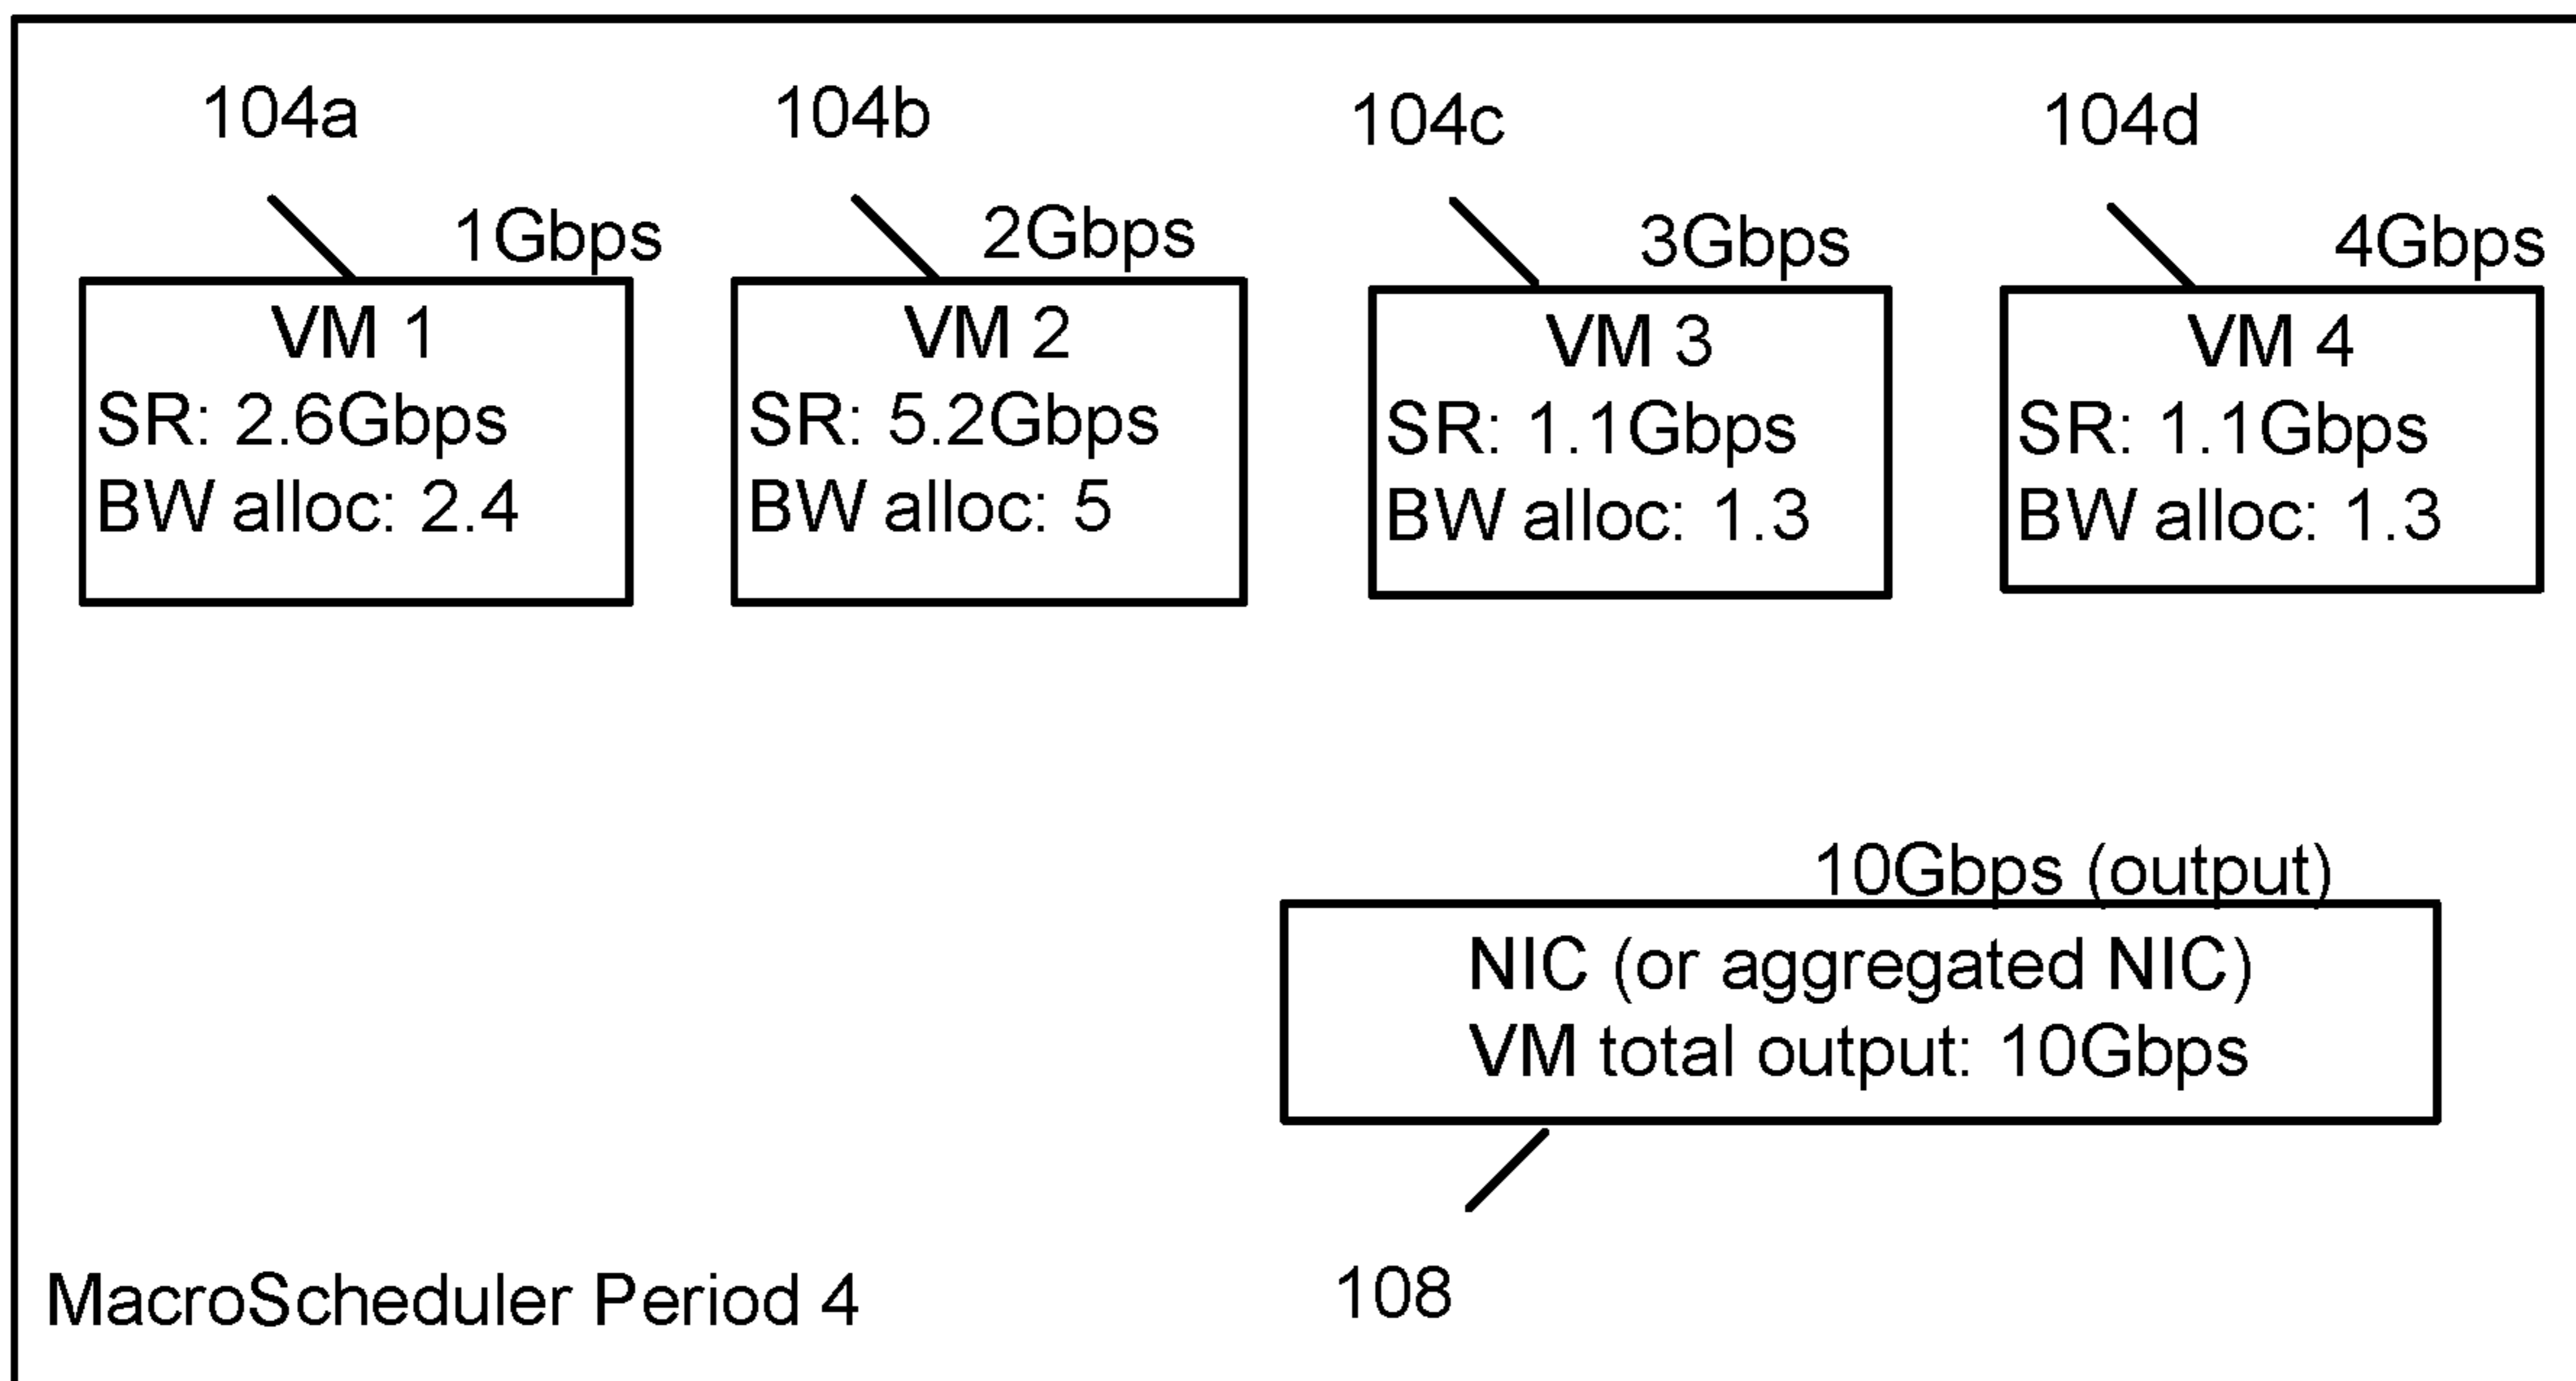 104a
104b
104c
104d
1Gbps
2Gbps
3Gbps
4Gbps
VM 1
SR: 2.6Gbps
BW alloc: 2.4
VM 2
SR: 5.2Gbps
BW alloc: 5
VM 3
SR: 1.1Gbps
BW alloc: 1.3
VM 4
SR: 1.1Gbps
BW alloc: 1.3
10Gbps (output)
NIC (or aggregated NIC)
VM total output: 10Gbps
108
MacroScheduler Period 4